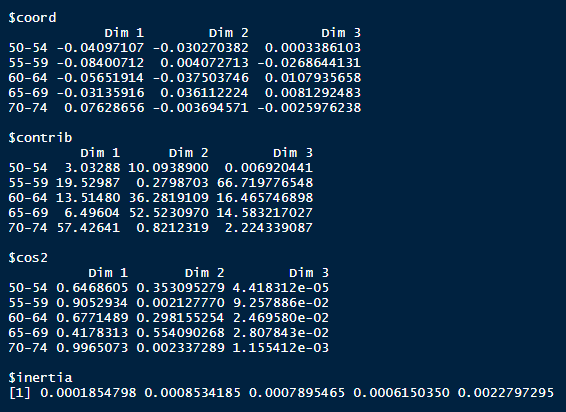 $coord
Dim 1 Dim 2 Dim 3
50-54 -0.04097107 -0.030270382 0.0003386103
55-59 -0.08400712 0.004072713 -0.0268644131
60-64 -0.05651914 -0.037503746 0.0107935658
65-69 -0.03135916 0.036112224 0.0081292483
70-74 0.07628656 -0.003694571 -0.0025976238
$contrib
Dim 1 Dim 2 Dim 3
50-54 3.03288 10.0938900 0.006920441
55-59 19.52987 0.2798703 66.719776548
60-64 13.51480 36.2819109 16.465746898
65-69 6.49604 52.5230970 14.583217027
70-74 57.42641 0.8212319 2.224339087
$cos2
Dim 1 Dim 2 Dim 3
50-54 0.6468605 0.353095279 4.418312e-05
55-59 0.9052934 0.002127770 9.257886e-02
60-64 0.6771489 0.298155254 2.469580e-02
65-69 0.4178313 0.554090268 2.807843e-02
70-74 0.9965073 0.002337289 1.155412e-03
$inertia
[1] 0.0001854798 0.0008534185 0.0007895465 0.0006150350 0.0022797295